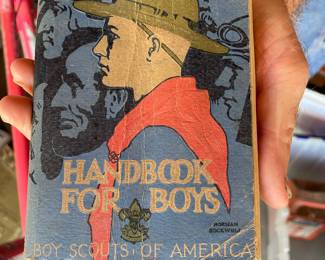 HANDBOOK
FOR BOYS
NORMAN
ROCKWELL
BOY SCOUTS OF AMERICA